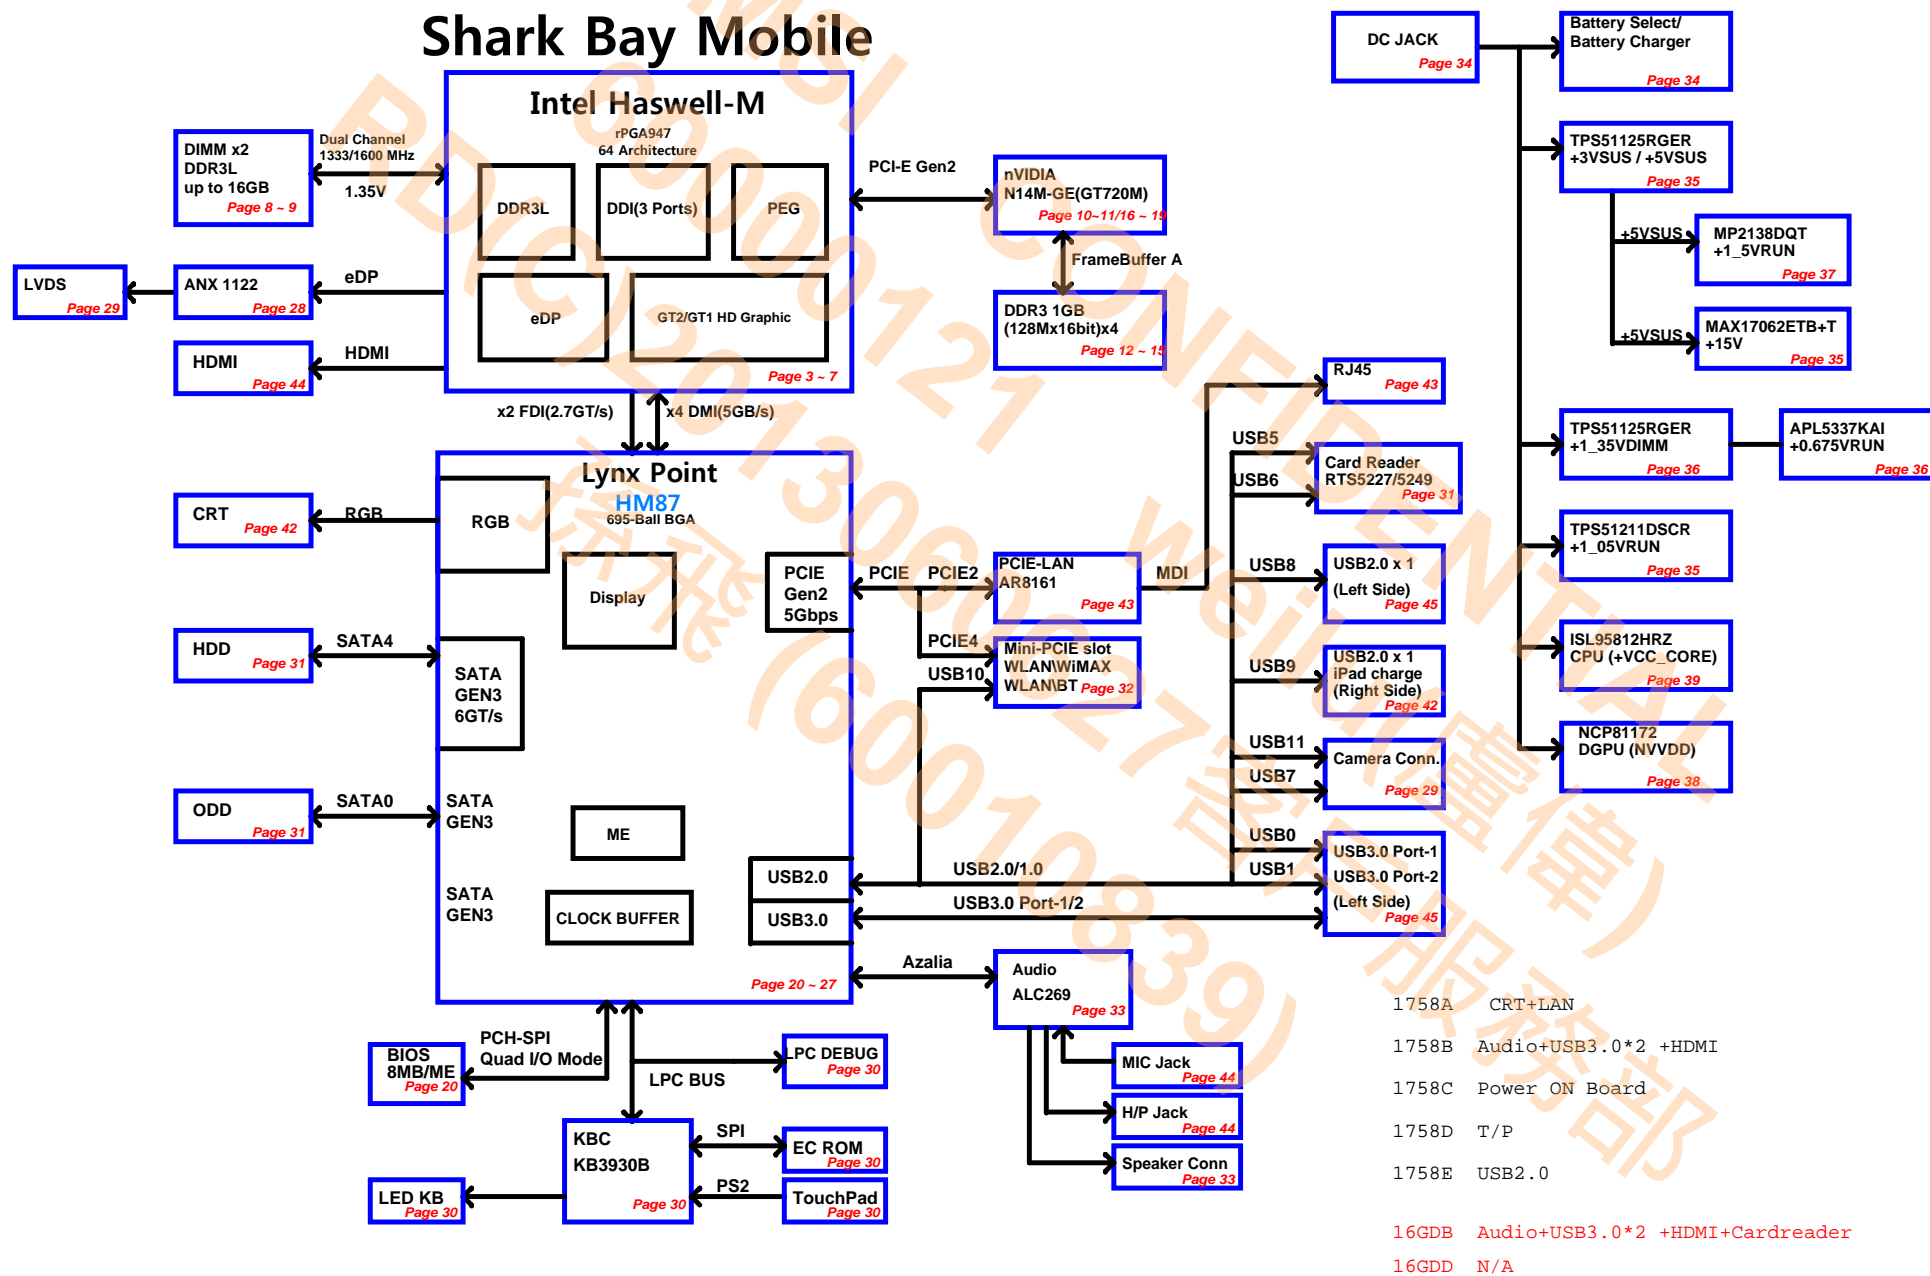 Shark Bay Mobile
Intel Haswell-M
rPGA947
64 Architecture
DDR3L
DDI(3 Ports)
PEG
eDP
GT2/GT1 HD Graphic
Page 3 ~ 7
DIMM x2
DDR3L
up to 16GB
Page 8 ~ 9
Dual Channel
1333/1600 MHz
1.35V
LVDS
Page 29
ANX 1122
Page 28
eDP
HDMI
Page 44
HDMI
PCI-E Gen2
nVIDIA
N14M-GE(GT720M)
Page 10~11/16 ~ 19
FrameBuffer A
DDR3 1GB
(128Mx16bit)x4
Page 12 ~ 15
x2 FDI(2.7GT/s)
x4 DMI(5GB/s)
Lynx Point
HM87
695-Ball BGA
RGB
Display
PCIE
Gen2
5Gbps
SATA
GEN3
6GT/s
SATA
GEN3
SATA
GEN3
ME
CLOCK BUFFER
USB2.0
USB3.0
Page 20 ~ 27
CRT
Page 42
RGB
HDD
Page 31
SATA4
ODD
Page 31
SATA0
PCIE
PCIE2
PCIE-LAN
AR8161
Page 43
MDI
RJ45
Page 43
PCIE4
USB10
Mini-PCIE slot
WLAN\WiMAX
WLAN\BT
Page 32
USB2.0/1.0
USB3.0 Port-1/2
USB5
USB6
Card Reader
RTS5227/5249
Page 31
USB8
USB2.0 x 1
(Left Side)
Page 45
USB9
USB2.0 x 1
iPad charge
(Right Side)
Page 42
USB11
USB7
Camera Conn.
Page 29
USB0
USB1
USB3.0 Port-1
USB3.0 Port-2
(Left Side)
Page 45
Azalia
Audio
ALC269
Page 33
MIC Jack
Page 44
H/P Jack
Page 44
Speaker Conn
Page 33
PCH-SPI
Quad I/O Mode
BIOS
8MB/ME
Page 20
LPC BUS
LPC DEBUG
Page 30
KBC
KB3930B
Page 30
SPI
EC ROM
Page 30
PS2
TouchPad
Page 30
LED KB
Page 30
DC JACK
Page 34
Battery Select/
Battery Charger
Page 34
TPS51125RGER
+3VSUS / +5VSUS
Page 35
+5VSUS
MP2138DQT
+1_5VRUN
Page 37
+5VSUS
MAX17062ETB+T
+15V
Page 35
TPS51125RGER
+1_35VDIMM
Page 36
APL5337KAI
+0.675VRUN
Page 36
TPS51211DSCR
+1_05VRUN
Page 35
ISL95812HRZ
CPU (+VCC_CORE)
Page 39
NCP81172
DGPU (NVVDD)
Page 38
1758A CRT+LAN
1758B Audio+USB3.0*2 +HDMI
1758C Power ON Board
1758D T/P
1758E USB2.0
16GDB Audio+USB3.0*2 +HDMI+Cardreader
16GDD N/A
MSI CONFIDENTIAL